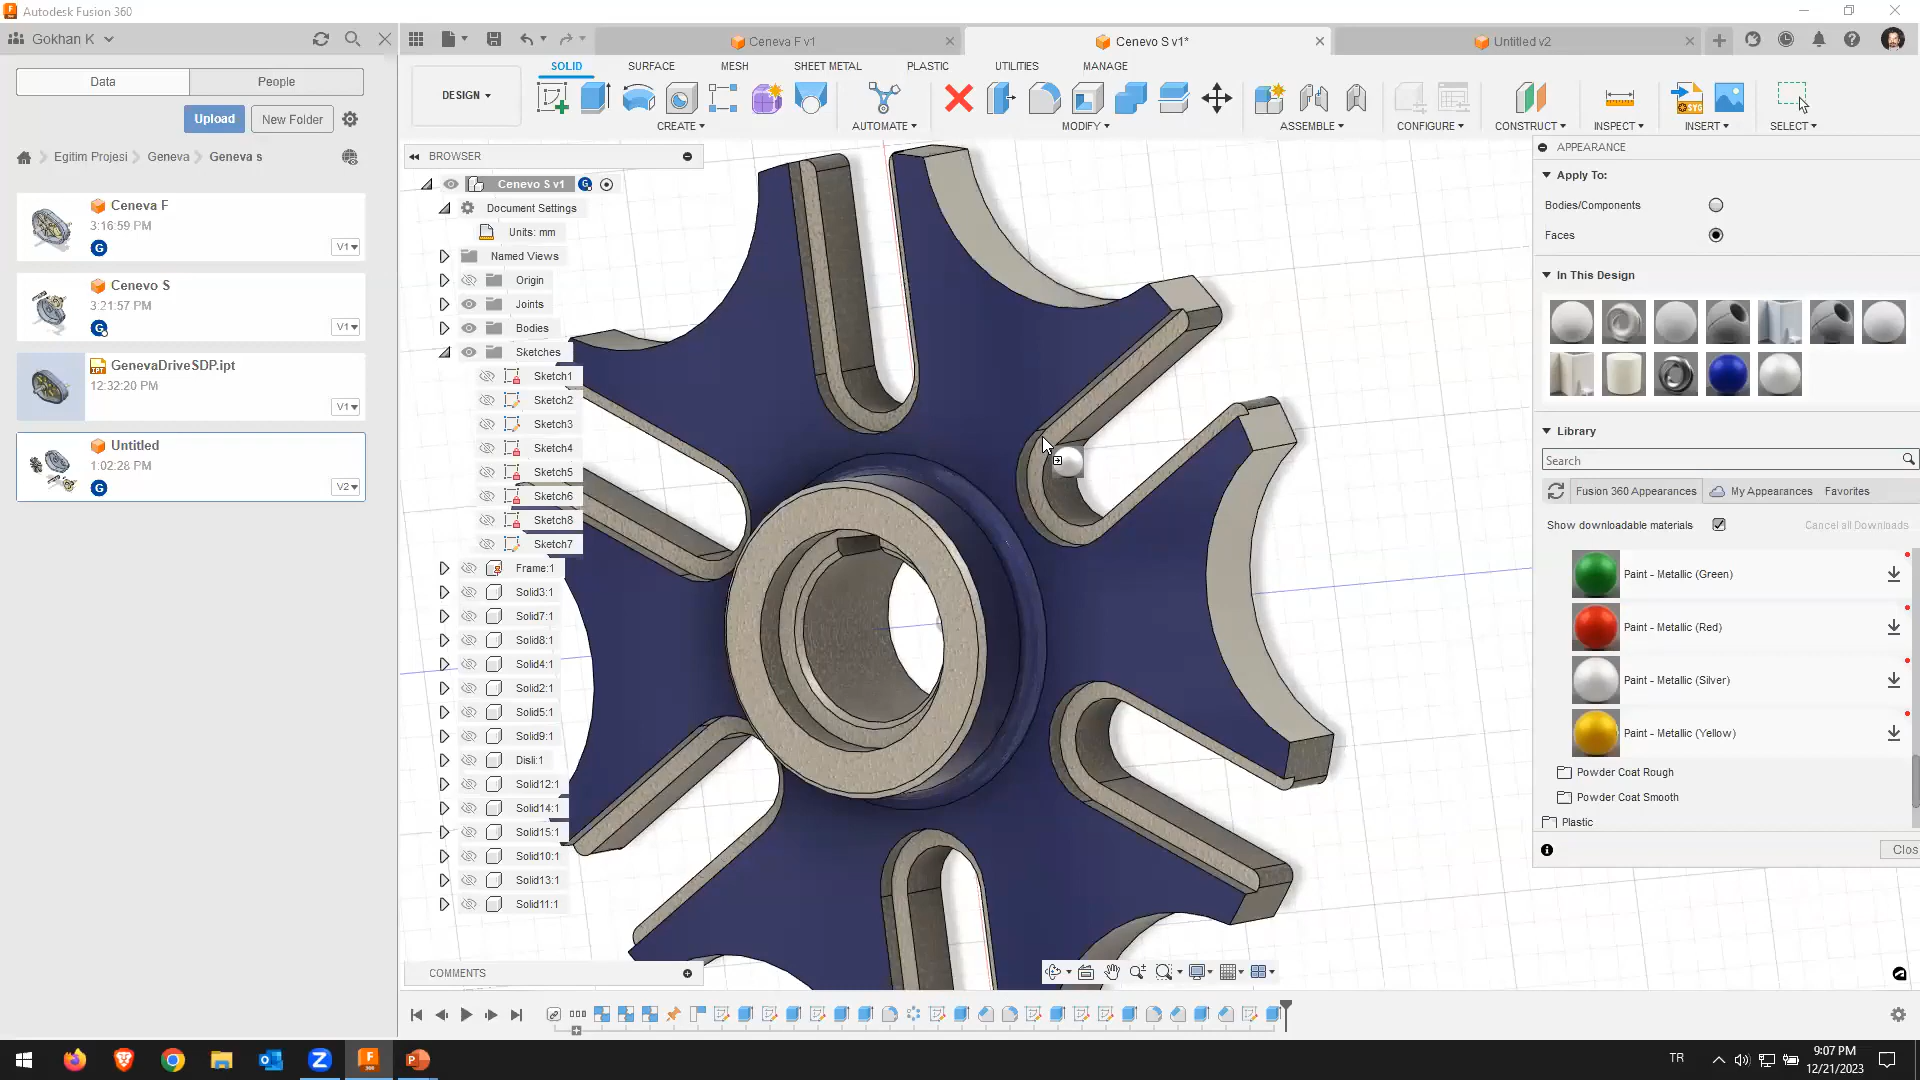 Autodesk Fusion 360
Gokhan K
Ceneva F v1
Cenevo S v1*
Untitled v2
Data
People
SOLID
SURFACE
MESH
SHEET METAL
PLASTIC
UTILITIES
MANAGE
DESIGN
CREATE
AUTOMATE
MODIFY
ASSEMBLE
CONFIGURE
CONSTRUCT
INSPECT
INSERT
SELECT
Upload
New Folder
Egitim Projesi
Geneva
Geneva s
Ceneva F
3:16:59 PM
V1
Cenevo S
3:21:57 PM
V1
GenevaDriveSDP.ipt
12:32:20 PM
V1
Untitled
1:02:28 PM
V2
BROWSER
Cenevo S v1
Document Settings
Units: mm
Named Views
Origin
Joints
Bodies
Sketches
Sketch1
Sketch2
Sketch3
Sketch4
Sketch5
Sketch6
Sketch8
Sketch7
Frame:1
Solid3:1
Solid7:1
Solid8:1
Solid4:1
Solid2:1
Solid5:1
Solid9:1
Disli:1
Solid12:1
Solid14:1
Solid15:1
Solid10:1
Solid13:1
Solid11:1
COMMENTS
APPEARANCE
Apply To:
Bodies/Components
Faces
In This Design
Library
Search
Fusion 360 Appearances
My Appearances
Favorites
Show downloadable materials
Cancel all Downloads
Paint - Metallic (Green)
Paint - Metallic (Red)
Paint - Metallic (Silver)
Paint - Metallic (Yellow)
Powder Coat Rough
Powder Coat Smooth
Plastic
Clos
TR
9:07 PM
12/21/2023